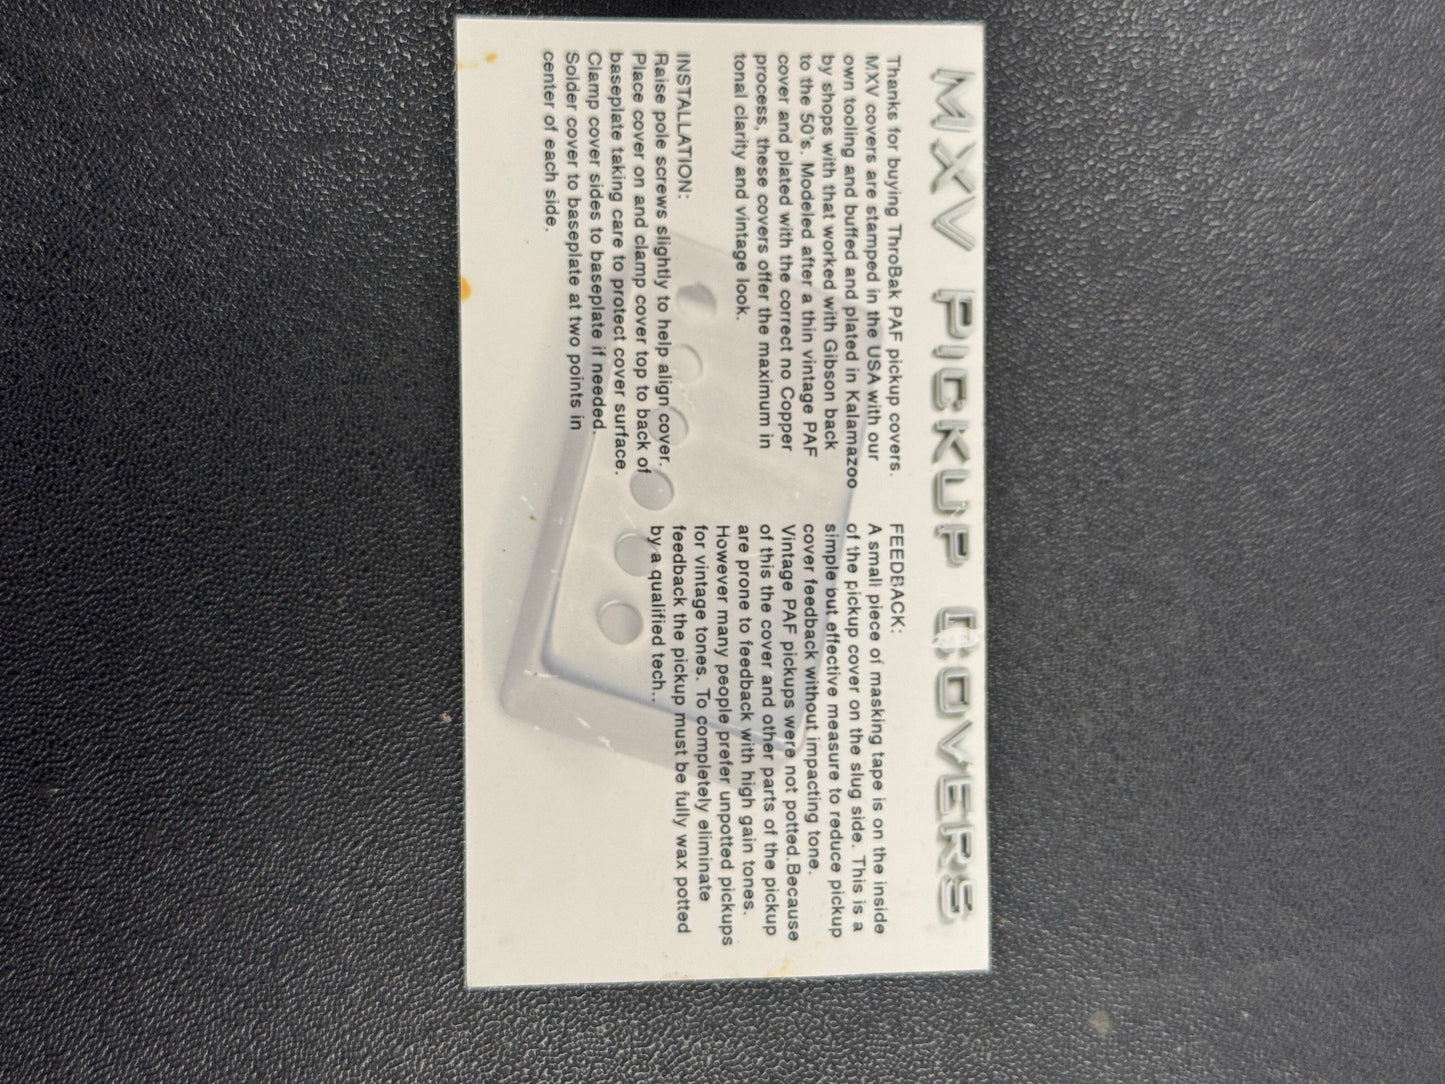 MXV PICKUP COVERS
Thanks for buying ThroBak PAF pickup covers.
MXV covers are stamped in the USA with our
own tooling and buffed and plated in Kalamazoo
by shops with that worked with Gibson back
to the 50's. Modeled after a thin vintage PAF
cover and plated with the correct no Copper
process, these covers offer the maximum in
tonal clarity and vintage look.
INSTALLATION:
Raise pole screws slightly to help align cover.
Place cover on and clamp cover top to back of
baseplate taking care to protect cover surface.
Clamp cover sides to baseplate if needed.
Solder cover to baseplate at two points in
center of each side.
FEEDBACK:
A small piece of masking tape is on the inside
of the pickup cover on the slug side. This is a
simple but effective measure to reduce pickup
cover feedback without impacting tone.
Vintage PAF pickups were not potted.Because
of this the cover and other parts of the pickup
are prone to feedback with high gain tones.
However many people prefer unpotted pickups
for vintage tones. To completely eliminate
feedback the pickup must be fully wax potted
by a qualified tech..